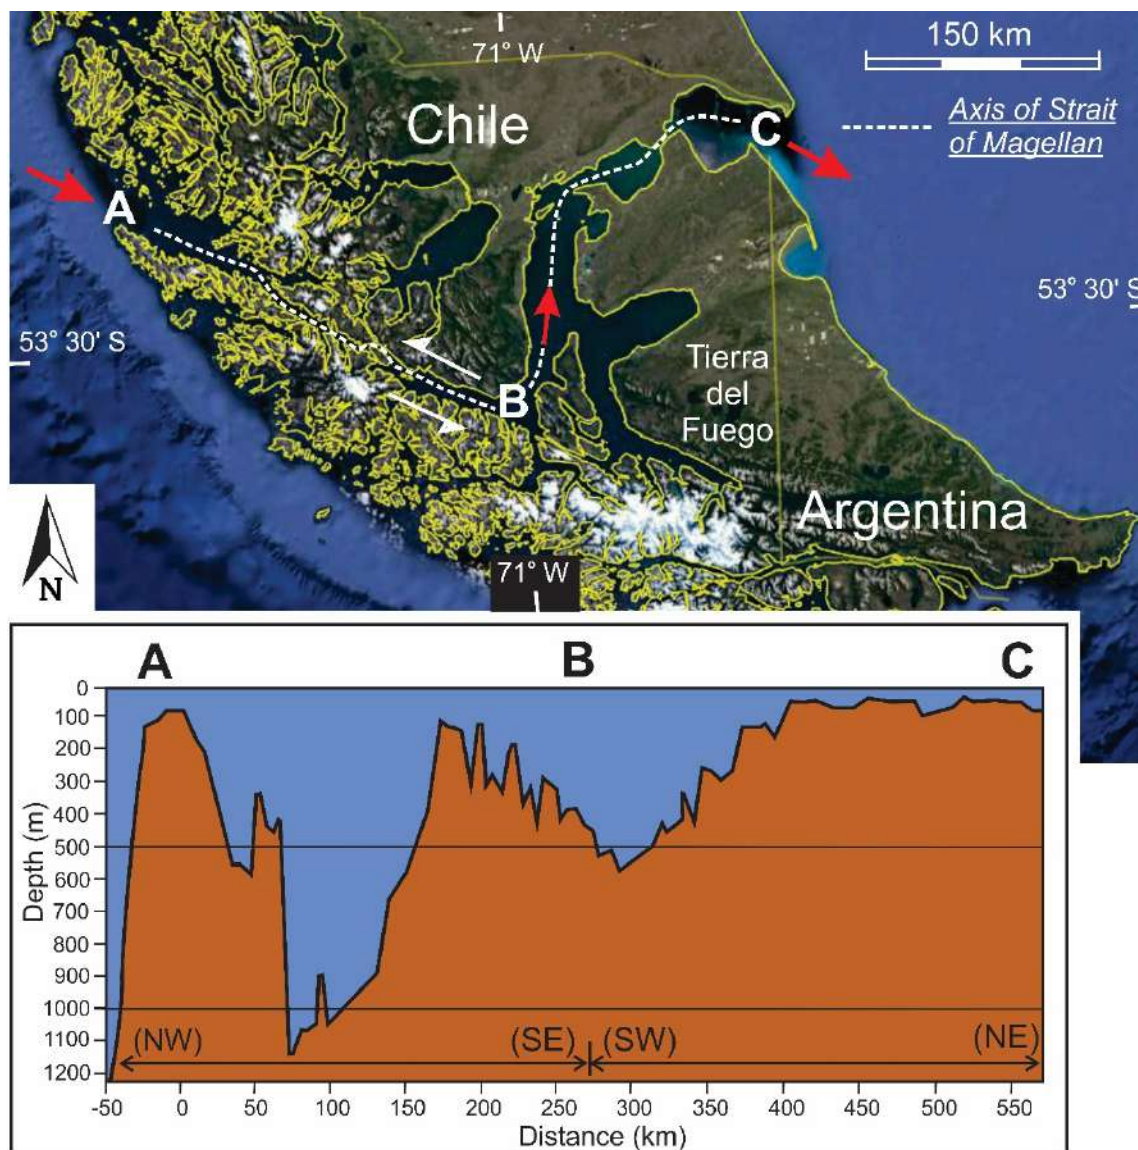 71° W
150 km
Chile
Axis of Strait
of Magellan
C
A
53° 30' S
53° 30' S
B
Tierra
del
Fuego
Argentina
N
71° W
A
B
C
Depth (m)
0
100
200
300
400
500
600
700
800
900
1000
1100
1200
(NW)
(SE)
(SW)
(NE)
-50
0
50
100
150
200
250
300
350
400
450
500
550
Distance (km)